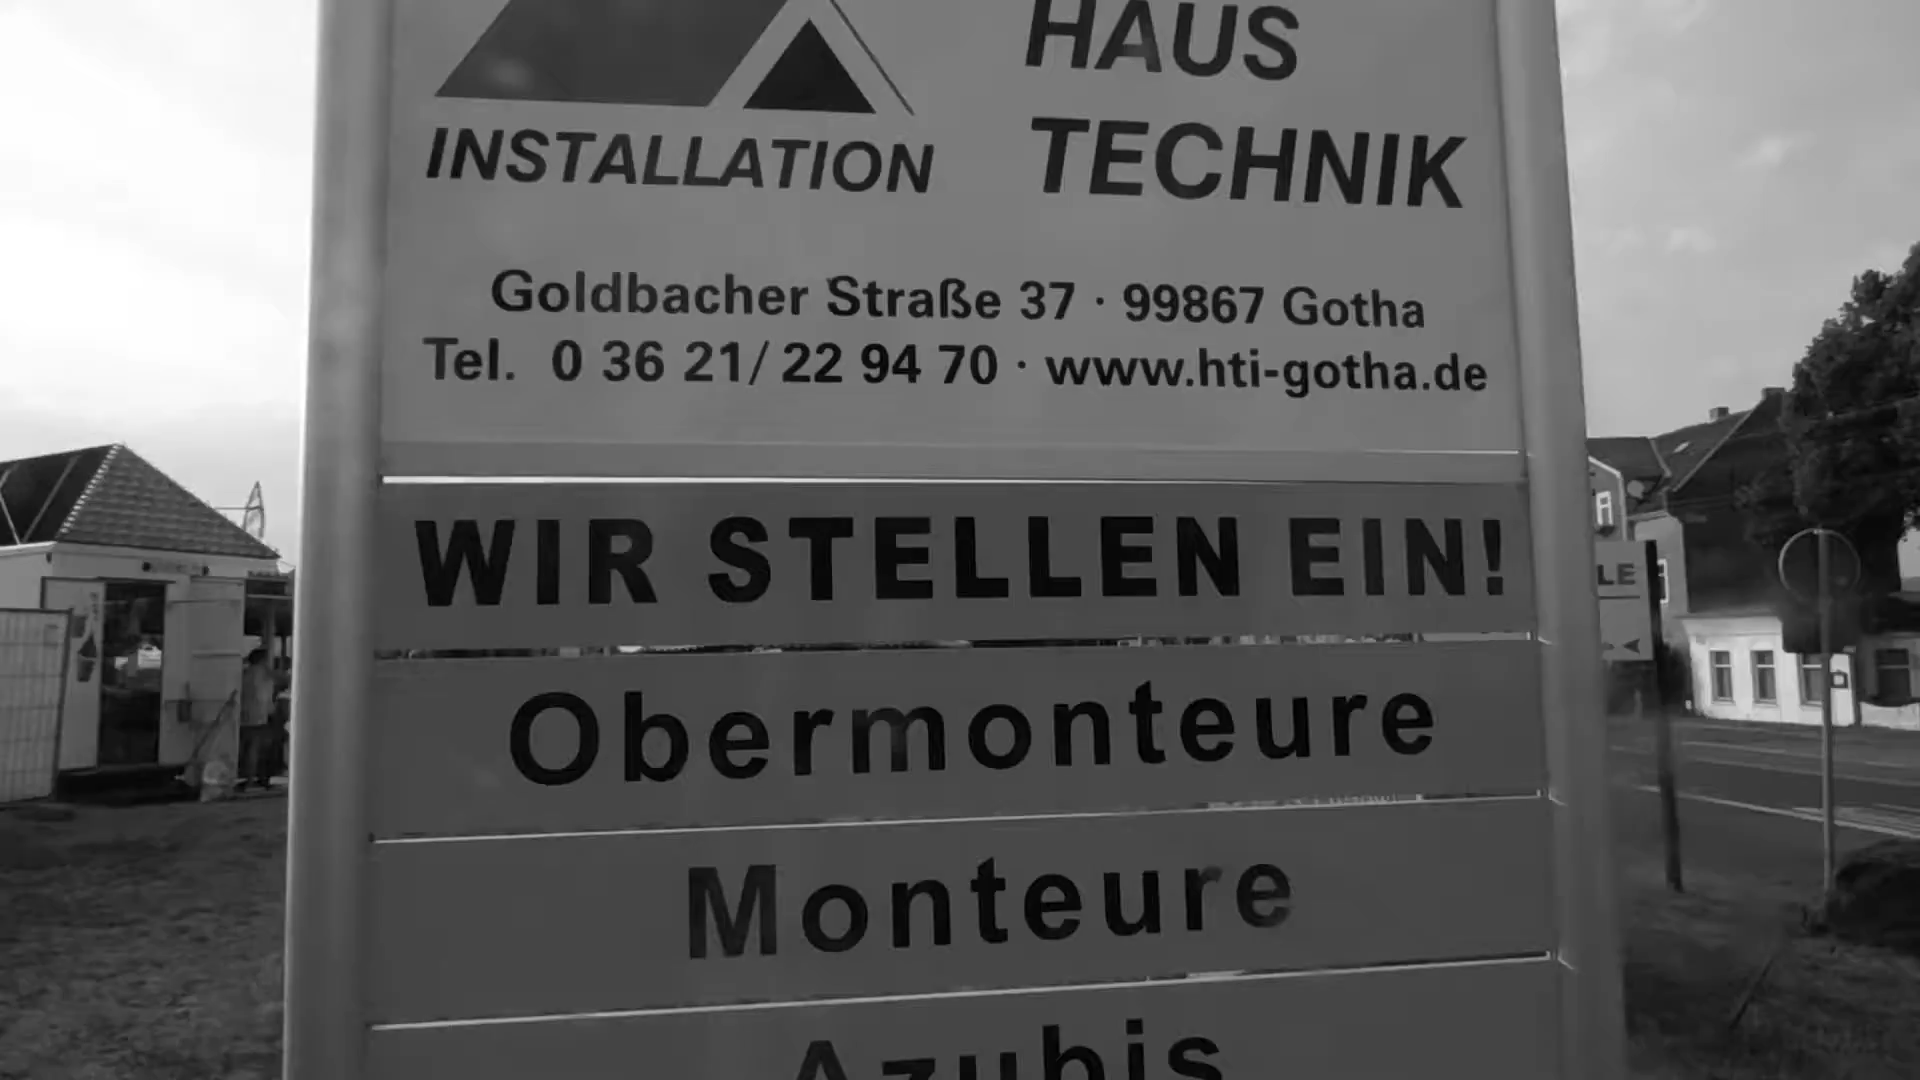 HAUS
TECHNIK
INSTALLATION
Goldbacher Straße 37 · 99867 Gotha
Tel. 0 36 21/ 22 94 70 · www.hti-gotha.de
WIR STELLEN EIN!
Obermonteure
Monteure
Azubis
LE